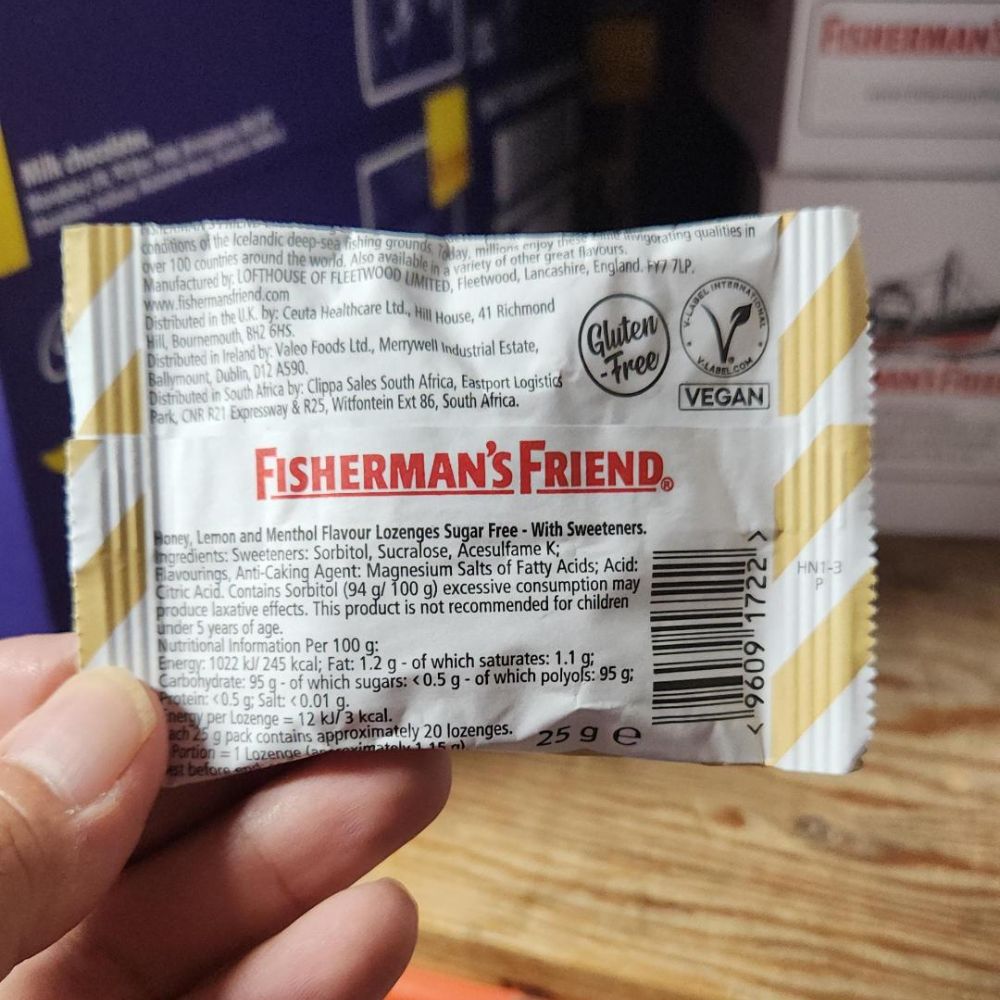 Milk chocolate.
FISHERMAN'S
conditions of the Icelandic deep-sea fishing grounds. Today, millions enjoy these same invigorating qualities in
over 100 countries around the world. Also available in a variety of other great flavours.
Manufactured by: LOFTHOUSE OF FLEETWOOD LIMITED, Fleetwood, Lancashire, England. FY7 7LP.
www.fishermansfriend.com
Distributed in the U.K. by: Ceuta Healthcare Ltd., Hill House, 41 Richmond
Hill, Bournemouth, BH2 6HS.
Distributed in Ireland by: Valeo Foods Ltd., Merrywell Industrial Estate,
Ballymount, Dublin, D12 A590.
Distributed in South Africa by: Clippa Sales South Africa, Eastport Logistics
Park, CNR R21 Expressway & R25, Witfontein Ext 86, South Africa.
Gluten
-Free
V-LABEL INTERNATIONAL
V-LABEL.COM
VEGAN
FISHERMAN'S FRIEND®
Honey, Lemon and Menthol Flavour Lozenges Sugar Free - With Sweeteners.
Ingredients: Sweeteners: Sorbitol, Sucralose, Acesulfame K;
Flavourings, Anti-Caking Agent: Magnesium Salts of Fatty Acids; Acid:
Citric Acid. Contains Sorbitol (94 g/ 100 g) excessive consumption may
produce laxative effects. This product is not recommended for children
under 5 years of age.
Nutritional Information Per 100 g:
Energy: 1022 kJ/ 245 kcal; Fat: 1.2 g - of which saturates: 1.1 g;
Carbohydrate: 95 g - of which sugars: <0.5 g - of which polyols: 95 g;
Protein: <0.5 g; Salt: <0.01 g.
Energy per Lozenge = 12 kJ/ 3 kcal.
Each 25 g pack contains approximately 20 lozenges.
Portion = 1 Lozenge (approximately 1.15 g)
best before end
25 g e
< 9609 1722 >
HN1-3
P